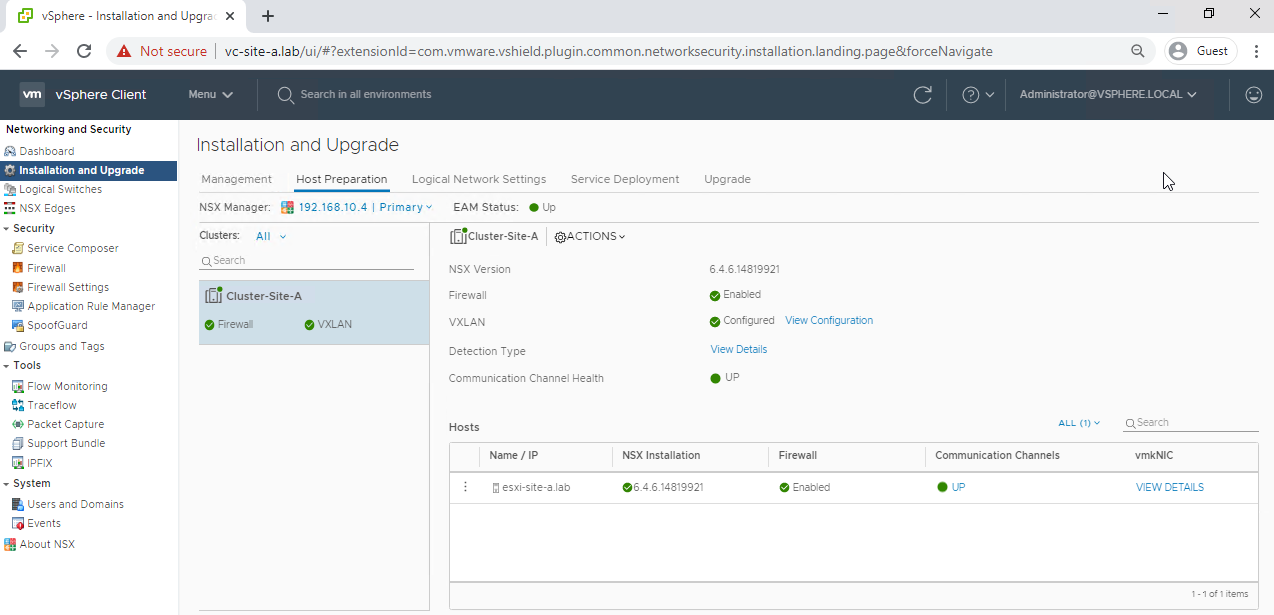 vSphere - Installation and Upgra
Not secure | vc-site-a.lab/ui/#?extensionId=com.vmware.vshield.plugin.common.networksecurity.installation.landing.page&forceNavigate
Guest
vm vSphere Client Menu Search in all environments Administrator@VSPHERE.LOCAL
Networking and Security
Dashboard
Installation and Upgrade
Logical Switches
NSX Edges
Security
Service Composer
Firewall
Firewall Settings
Application Rule Manager
SpoofGuard
Groups and Tags
Tools
Flow Monitoring
Traceflow
Packet Capture
Support Bundle
IPFIX
System
Users and Domains
Events
About NSX
Installation and Upgrade
Management Host Preparation Logical Network Settings Service Deployment Upgrade
NSX Manager: 192.168.10.4 | Primary EAM Status: Up
Clusters: All
Search
Cluster-Site-A
Firewall VXLAN
Cluster-Site-A ACTIONS
NSX Version 6.4.6.14819921
Firewall Enabled
VXLAN Configured View Configuration
Detection Type View Details
Communication Channel Health UP
Hosts ALL (1) Search
Name / IP NSX Installation Firewall Communication Channels vmkNIC
esxi-site-a.lab 6.4.6.14819921 Enabled UP VIEW DETAILS
1 - 1 of 1 items